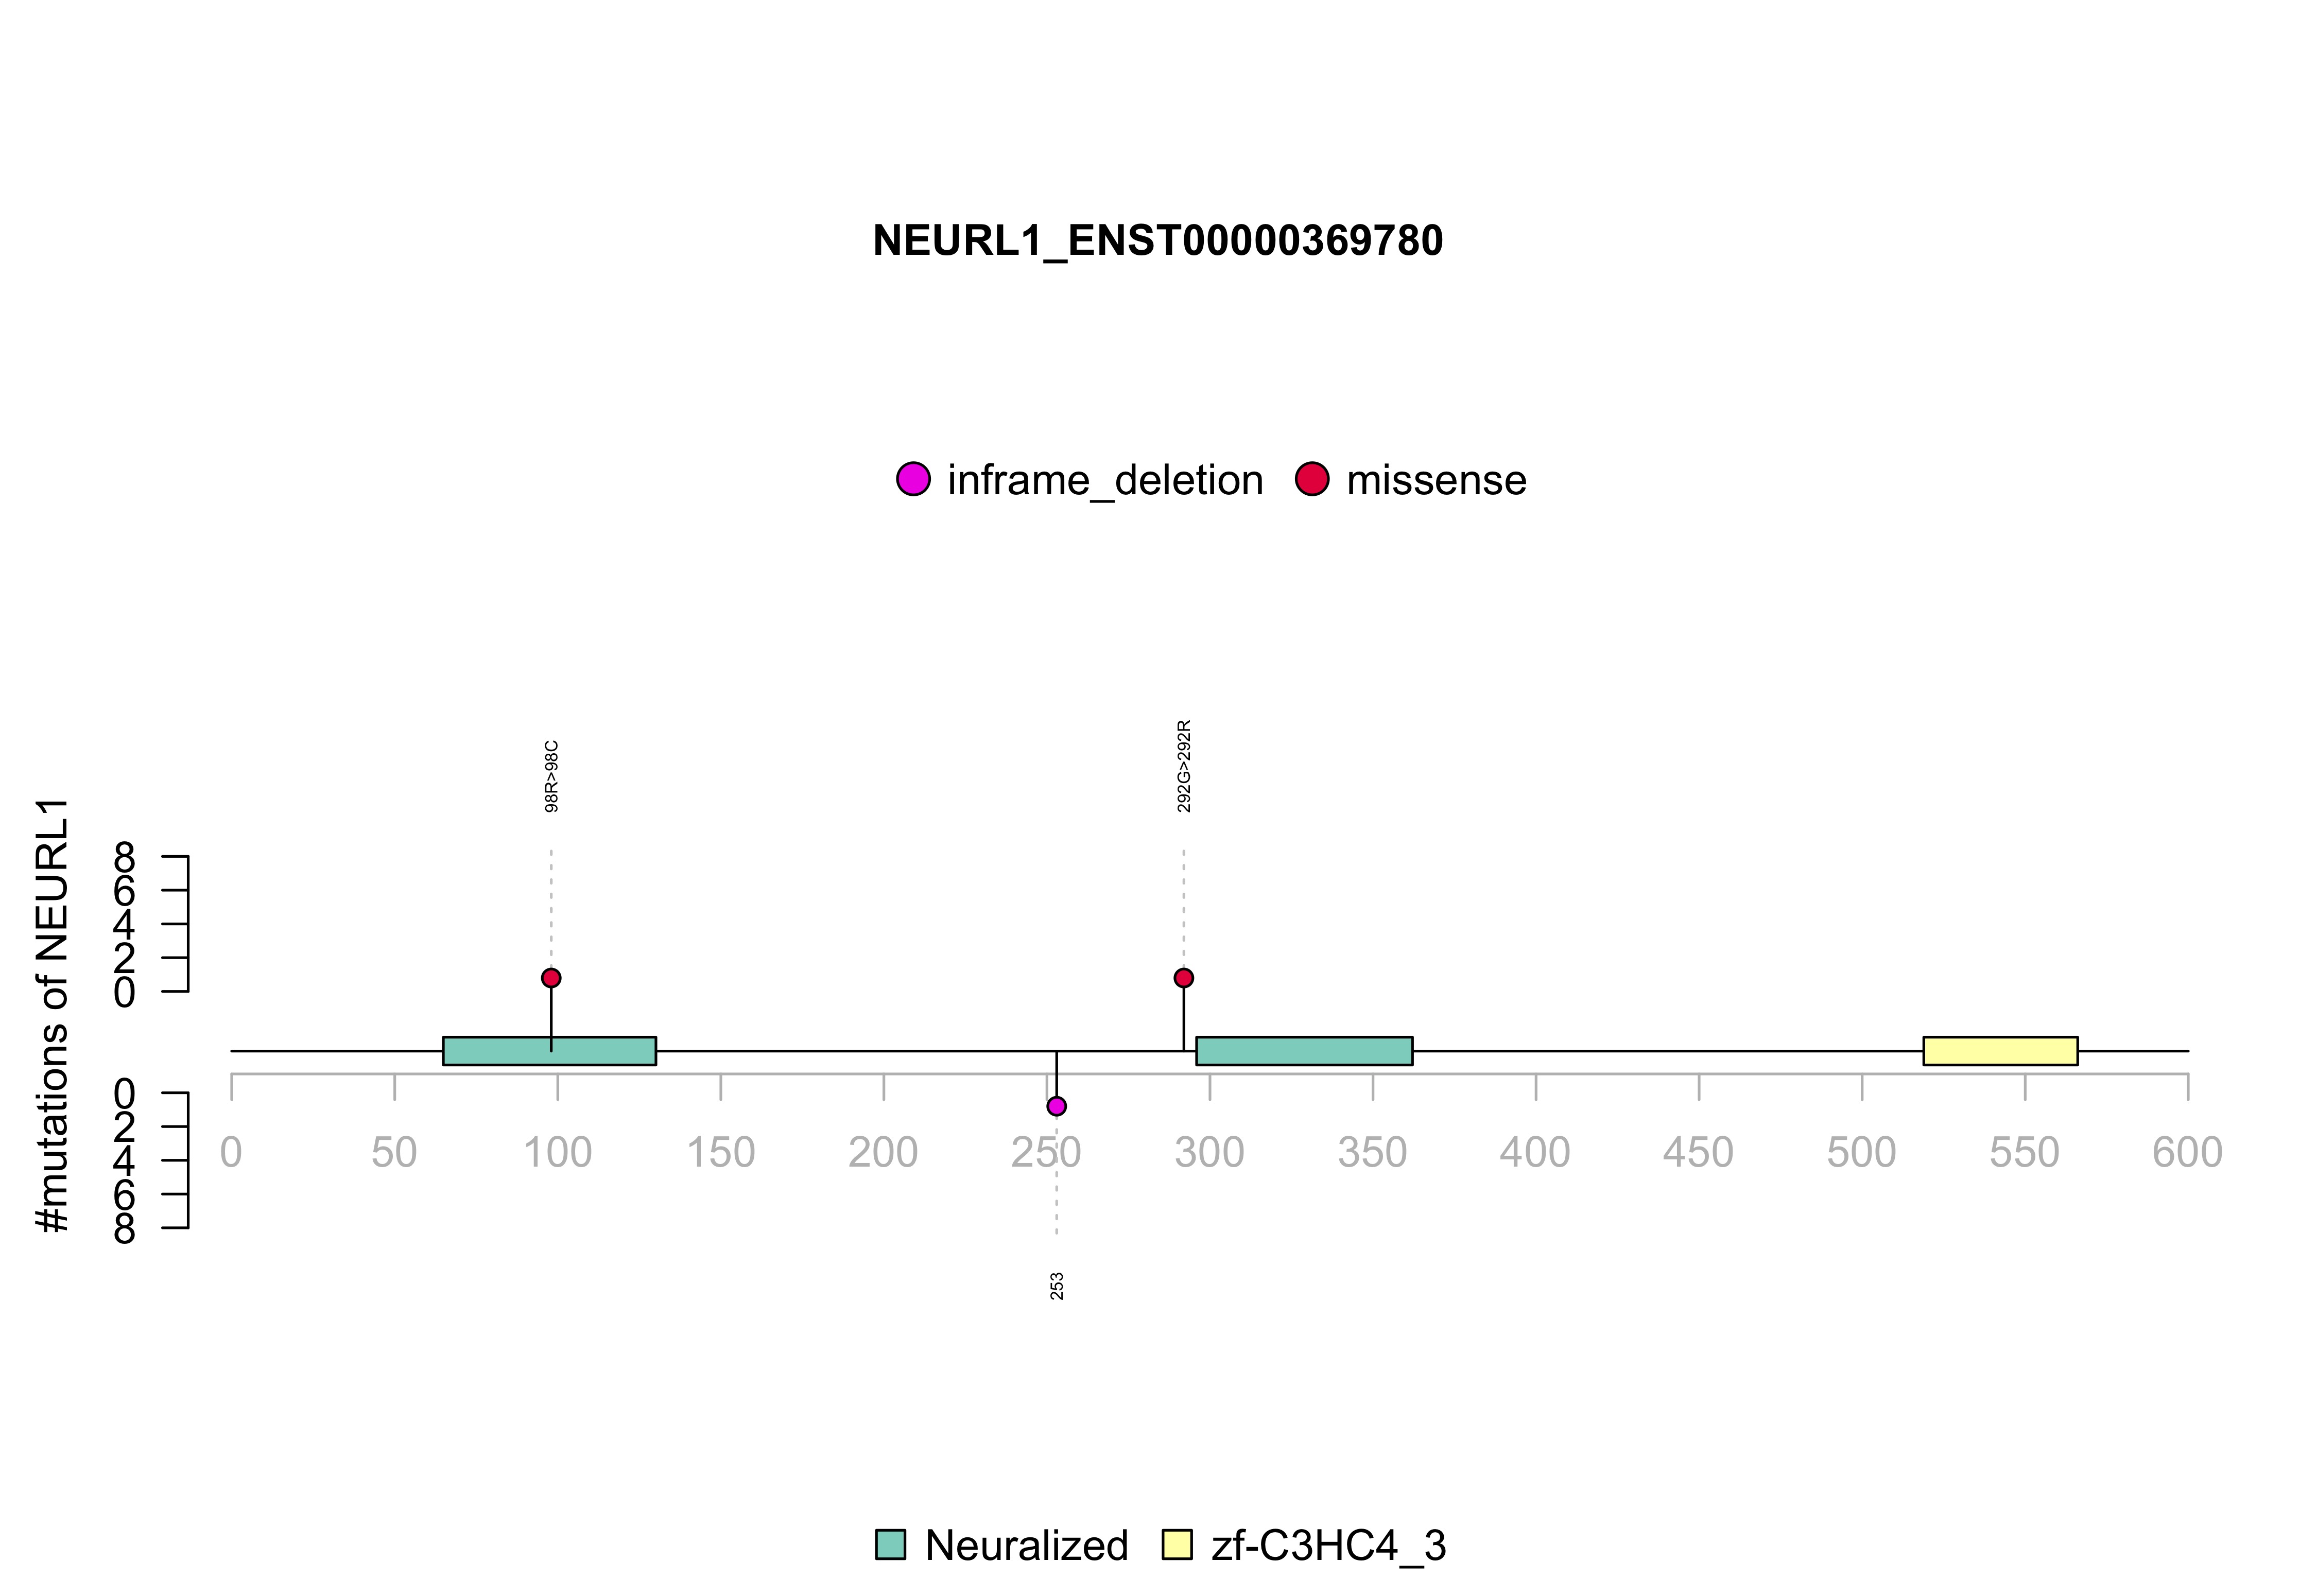 NEURL1_ENST00000369780
inframe_deletion missense
98R>98C
292G>292R
#mutations of NEURL1
8
6
4
2
0
0
2
4
6
8
0 50 100 150 200 250 300 350 400 450 500 550 600
253
Neuralized zf-C3HC4_3